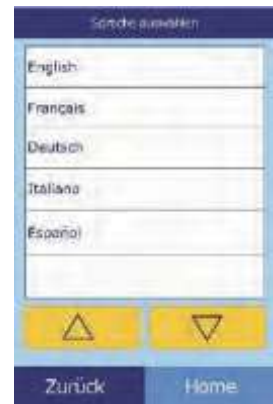 Sprache auswählen
English
Français
Deutsch
Italiano
Español
Zurück
Home